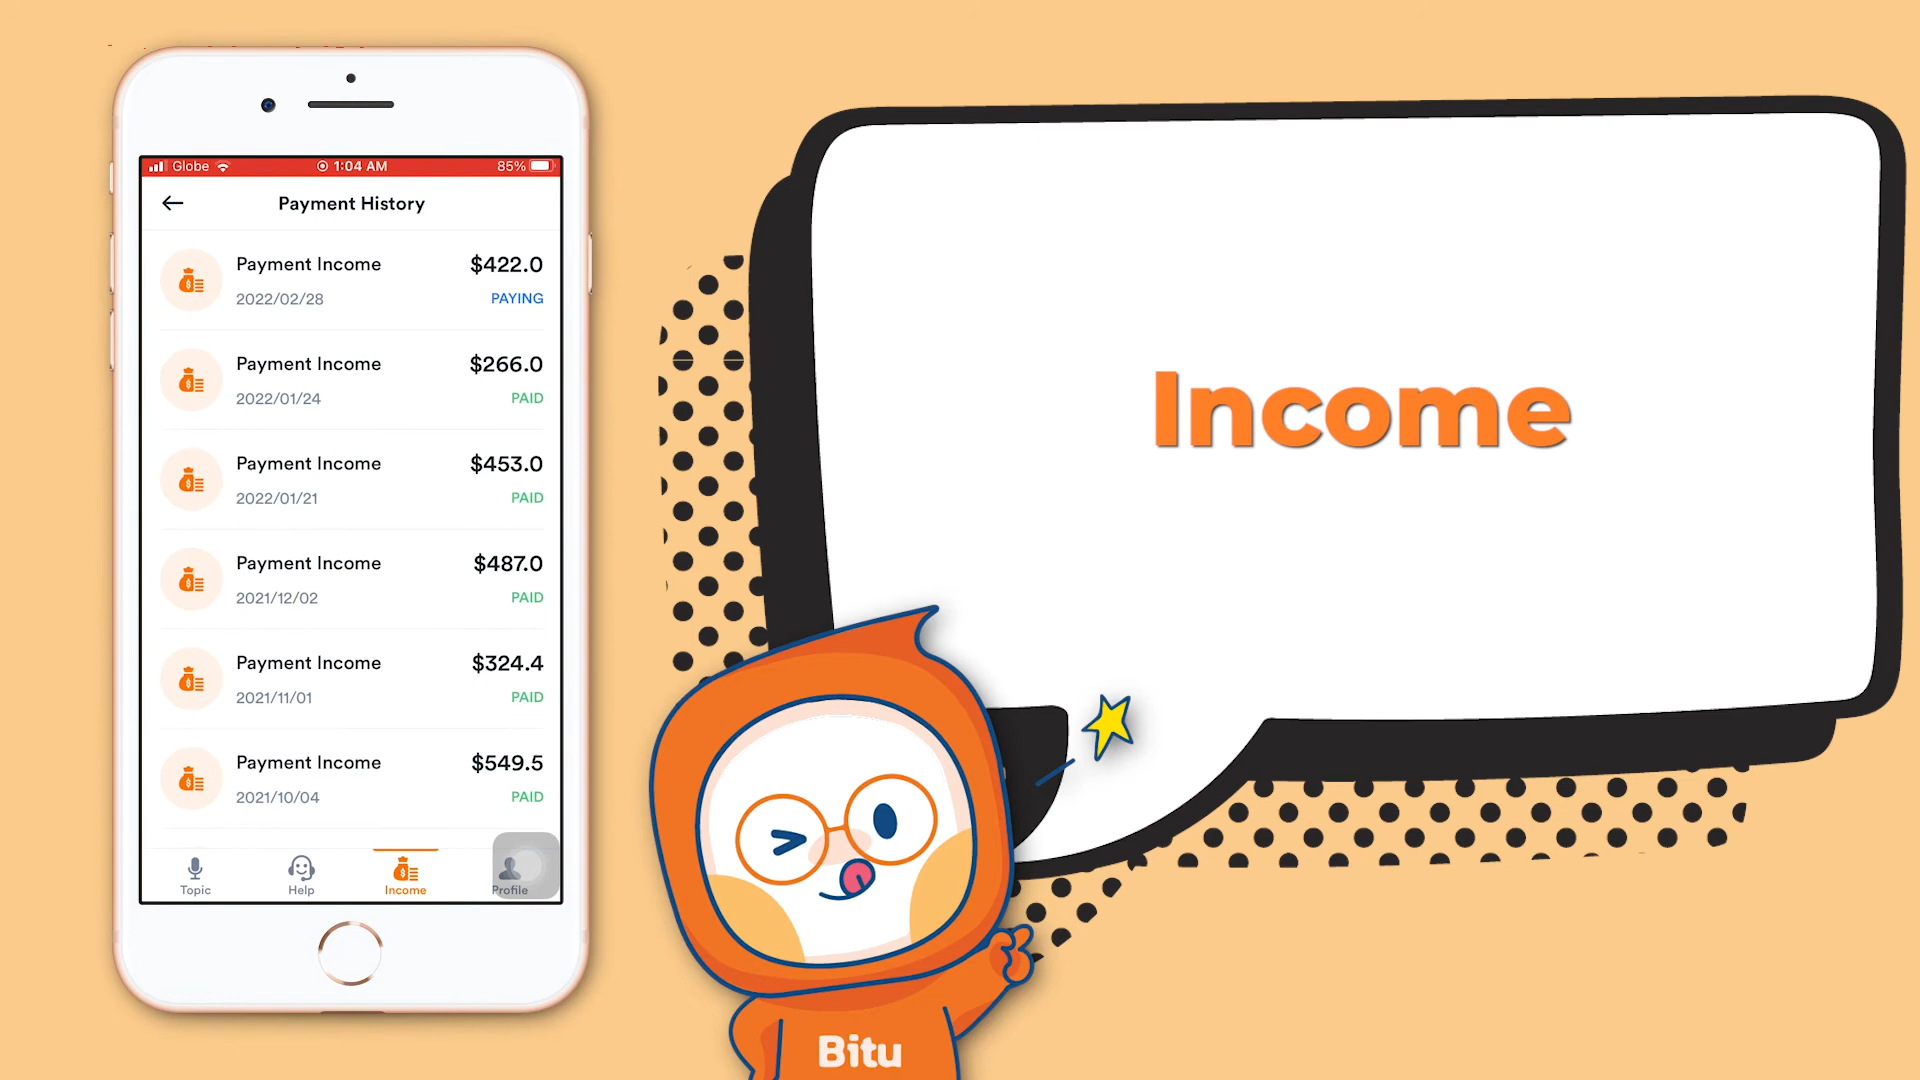 Globe 1:04 AM 85%
Payment History
Payment Income $422.0
2022/02/28 PAYING
Payment Income $266.0
2022/01/24 PAID
Payment Income $453.0
2022/01/21 PAID
Payment Income $487.0
2021/12/02 PAID
Payment Income $324.4
2021/11/01 PAID
Payment Income $549.5
2021/10/04 PAID
Topic Help Income Profile
Income
Bitu